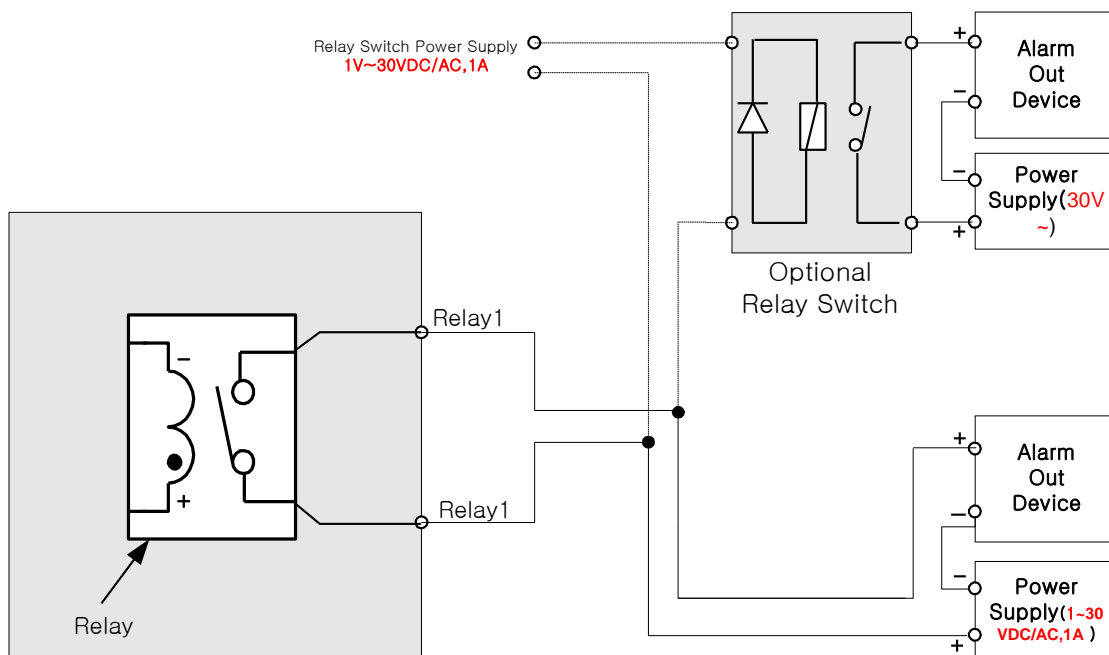 Relay Switch Power Supply
1V~30VDC/AC,1A
+
Alarm
Out
Device
−
−
Power
Supply(30V
~)
+
Optional
Relay Switch
Relay1
−
+
Relay1
Relay
+
Alarm
Out
Device
−
−
Power
Supply(1~30
VDC/AC,1A )
+